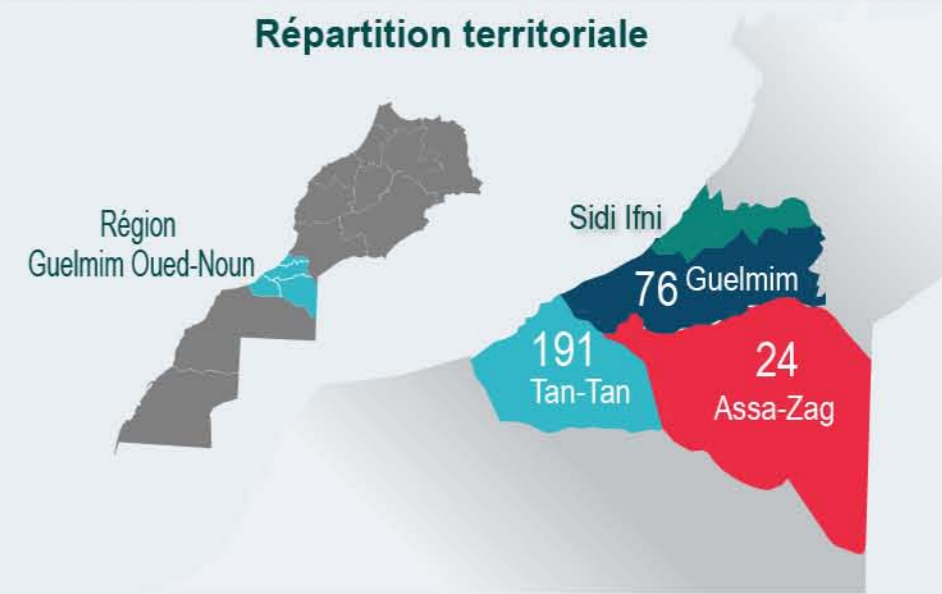 Répartition territoriale
Région
Guelmim Oued-Noun
Sidi Ifni
76 Guelmim
191
Tan-Tan
24
Assa-Zag